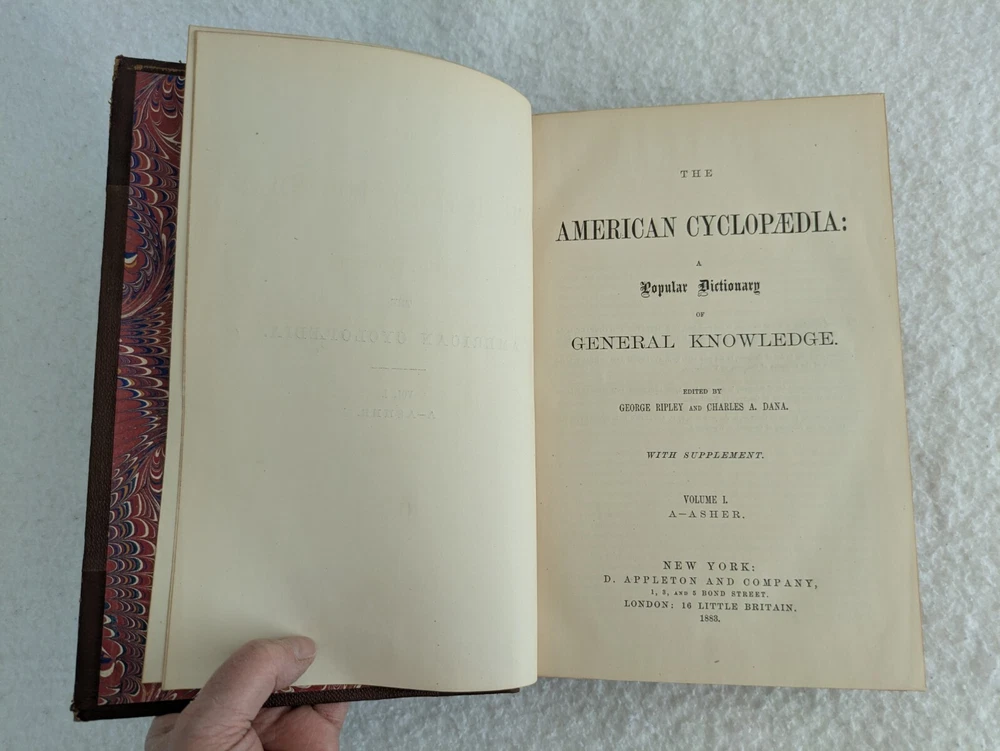 THE
AMERICAN CYCLOPÆDIA:
A
Popular Dictionary
OF
GENERAL KNOWLEDGE.
EDITED BY
GEORGE RIPLEY AND CHARLES A. DANA.
WITH SUPPLEMENT.
VOLUME I.
A—ASHER.
NEW YORK:
D. APPLETON AND COMPANY,
1, 3, AND 5 BOND STREET.
LONDON: 16 LITTLE BRITAIN.
1883.